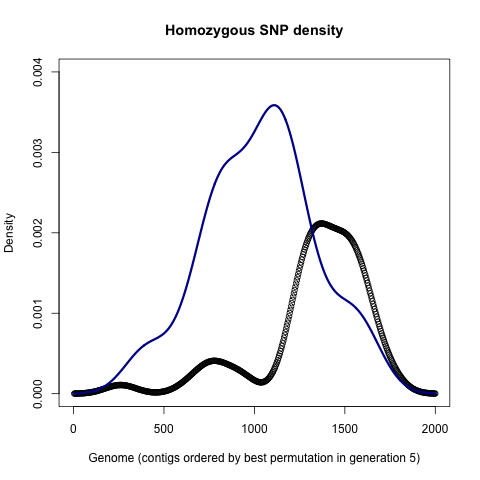 Homozygous SNP density
0.004
0.003
0.002
0.001
0.000
Density
0 500 1000 1500 2000
Genome (contigs ordered by best permutation in generation 5)